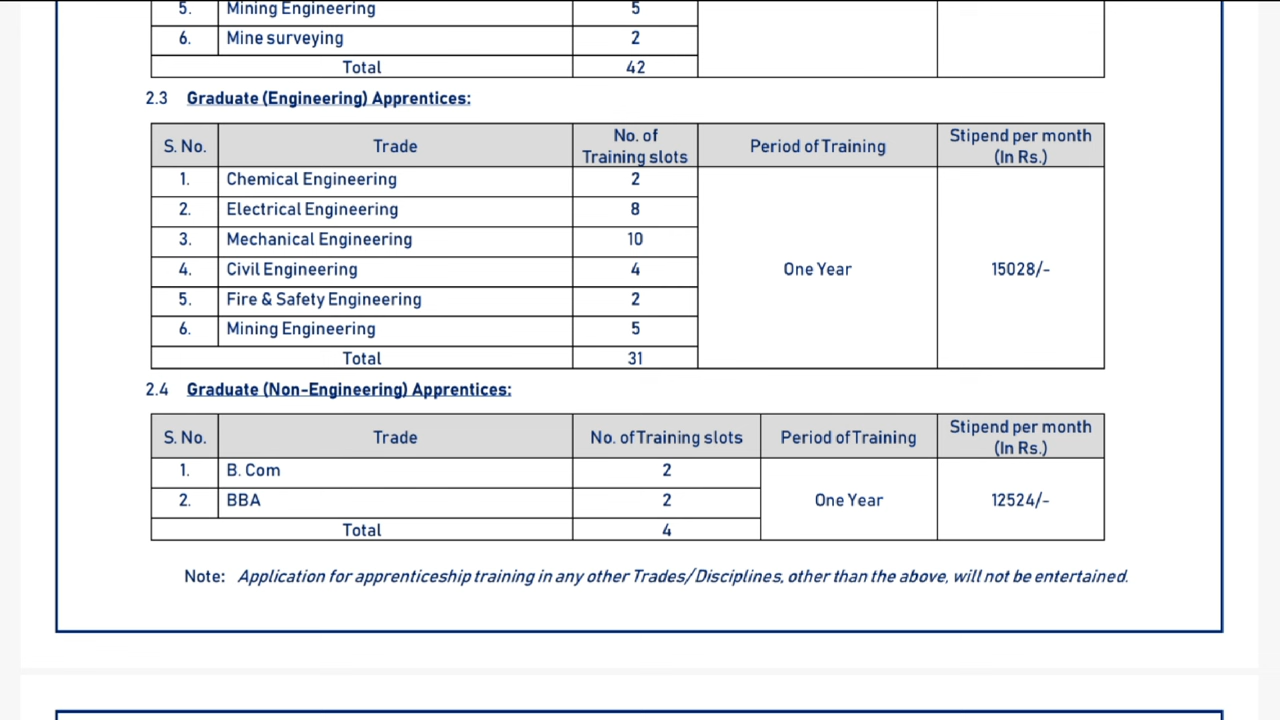 5. Mining Engineering 5
6. Mine surveying 2
Total 42
2.3 Graduate (Engineering) Apprentices:
S. No. Trade No. of Training slots Period of Training Stipend per month (In Rs.)
1. Chemical Engineering 2
2. Electrical Engineering 8
3. Mechanical Engineering 10
4. Civil Engineering 4 One Year 15028/-
5. Fire & Safety Engineering 2
6. Mining Engineering 5
Total 31
2.4 Graduate (Non-Engineering) Apprentices:
S. No. Trade No. of Training slots Period of Training Stipend per month (In Rs.)
1. B. Com 2
2. BBA 2 One Year 12524/-
Total 4
Note: Application for apprenticeship training in any other Trades/Disciplines, other than the above, will not be entertained.